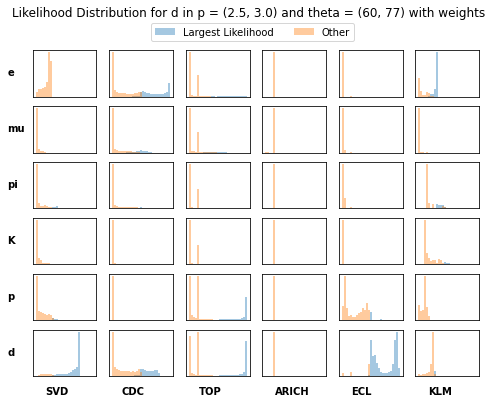 Likelihood Distribution for d in p = (2.5, 3.0) and theta = (60, 77) with weights
Largest Likelihood Other
e
mu
pi
K
p
d
SVD CDC TOP ARICH ECL KLM